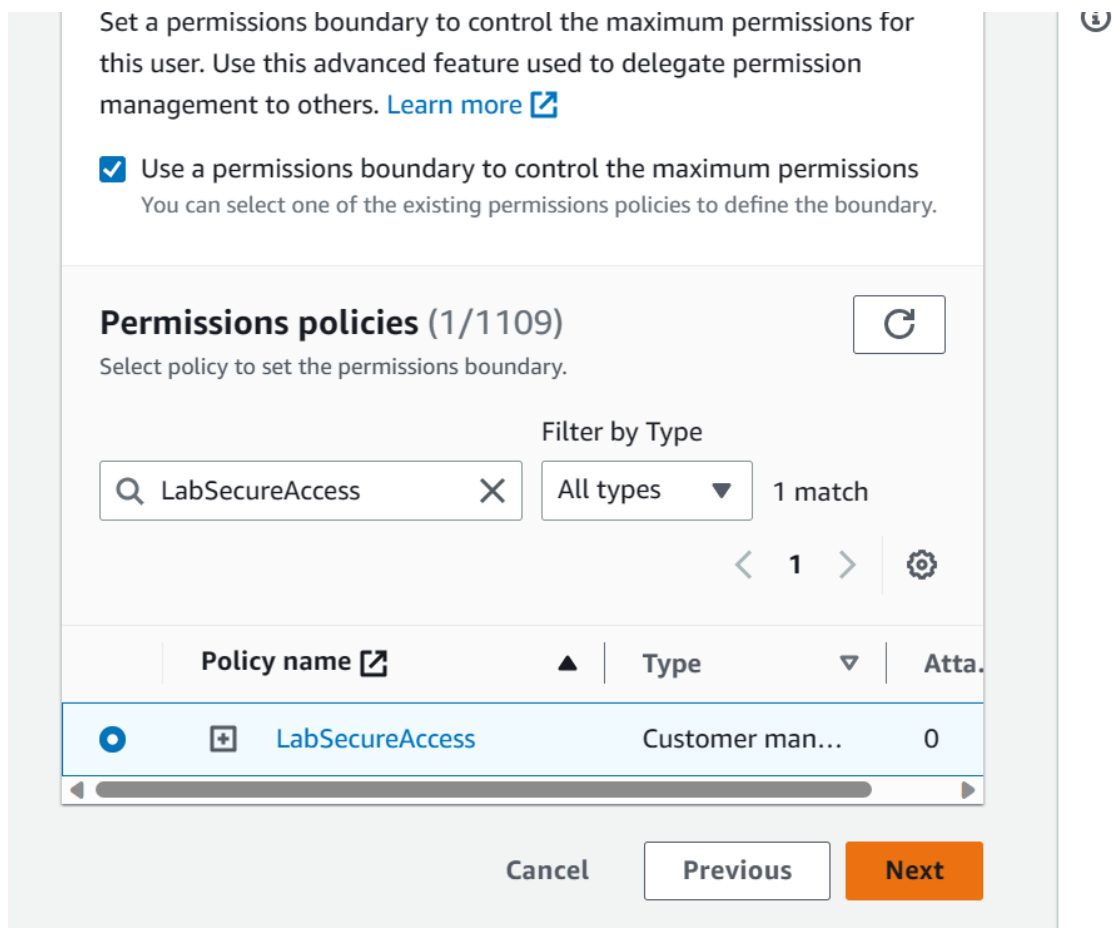 Set a permissions boundary to control the maximum permissions for
this user. Use this advanced feature used to delegate permission
management to others. Learn more
Use a permissions boundary to control the maximum permissions
You can select one of the existing permissions policies to define the boundary.
Permissions policies (1/1109)
Select policy to set the permissions boundary.
Filter by Type
LabSecureAccess
All types
1 match
1
Policy name
Type
Atta.
LabSecureAccess
Customer man...
0
Cancel
Previous
Next